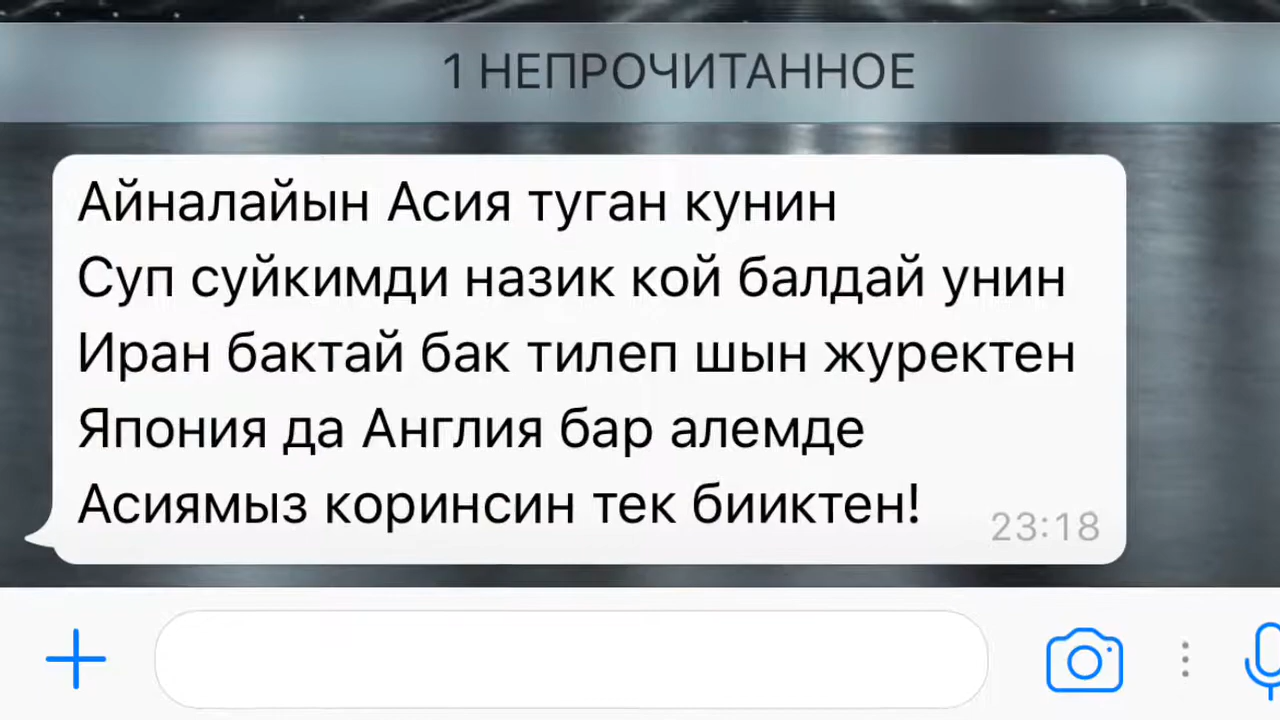 1 НЕПРОЧИТАННОЕ
Айналайын Асия туган кунин
Суп суйкимди назик кой балдай унин
Иран бактай бак тилеп шын журектен
Япония да Англия бар алемде
Асиямыз коринсин тек бииктен!
23:18